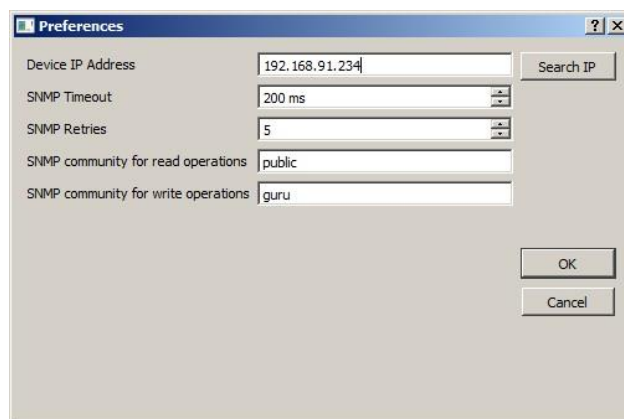 Preferences
Device IP Address 192.168.91.234 Search IP
SNMP Timeout 200 ms
SNMP Retries 5
SNMP community for read operations public
SNMP community for write operations guru
OK
Cancel